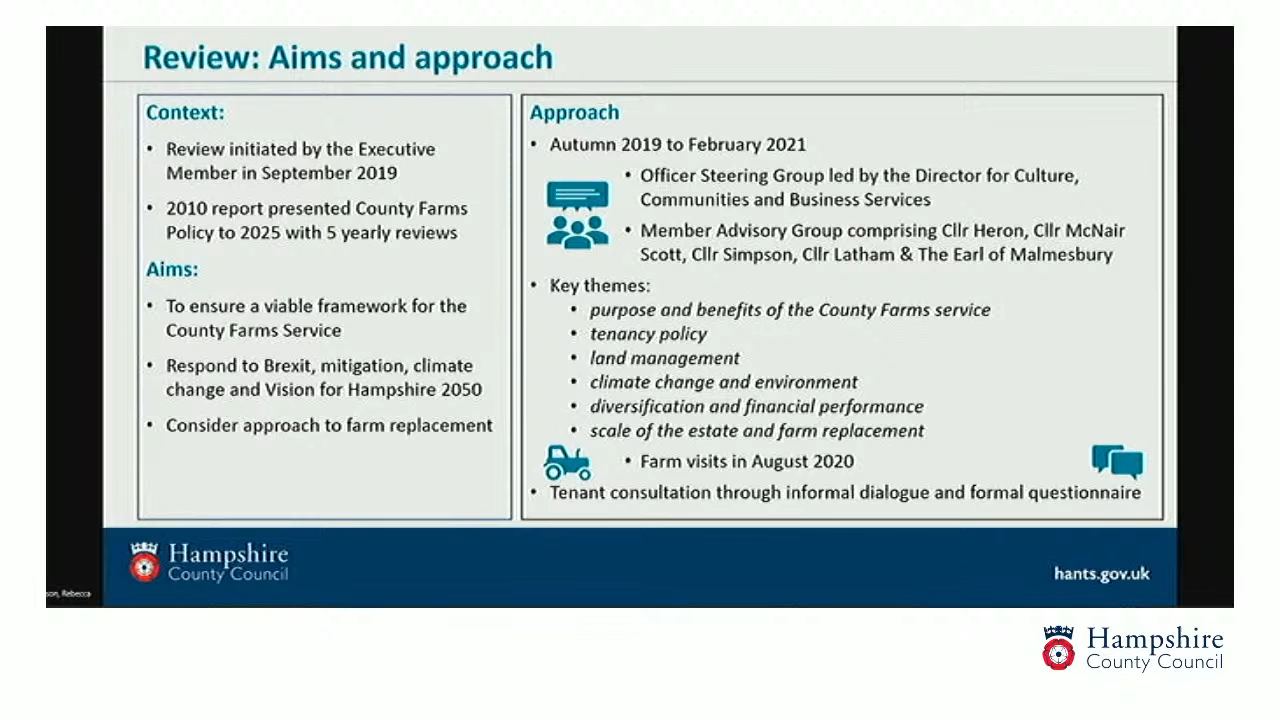 Review: Aims and approach
Context:
• Review initiated by the Executive
Member in September 2019
• 2010 report presented County Farms
Policy to 2025 with 5 yearly reviews
Aims:
• To ensure a viable framework for the
County Farms Service
• Respond to Brexit, mitigation, climate
change and Vision for Hampshire 2050
• Consider approach to farm replacement
Approach
• Autumn 2019 to February 2021
• Officer Steering Group led by the Director for Culture,
Communities and Business Services
• Member Advisory Group comprising Cllr Heron, Cllr McNair
Scott, Cllr Simpson, Cllr Latham & The Earl of Malmesbury
• Key themes:
• purpose and benefits of the County Farms service
• tenancy policy
• land management
• climate change and environment
• diversification and financial performance
• scale of the estate and farm replacement
• Farm visits in August 2020
• Tenant consultation through informal dialogue and formal questionnaire
Hampshire
County Council
hants.gov.uk
son, Rebecca
Hampshire
County Council